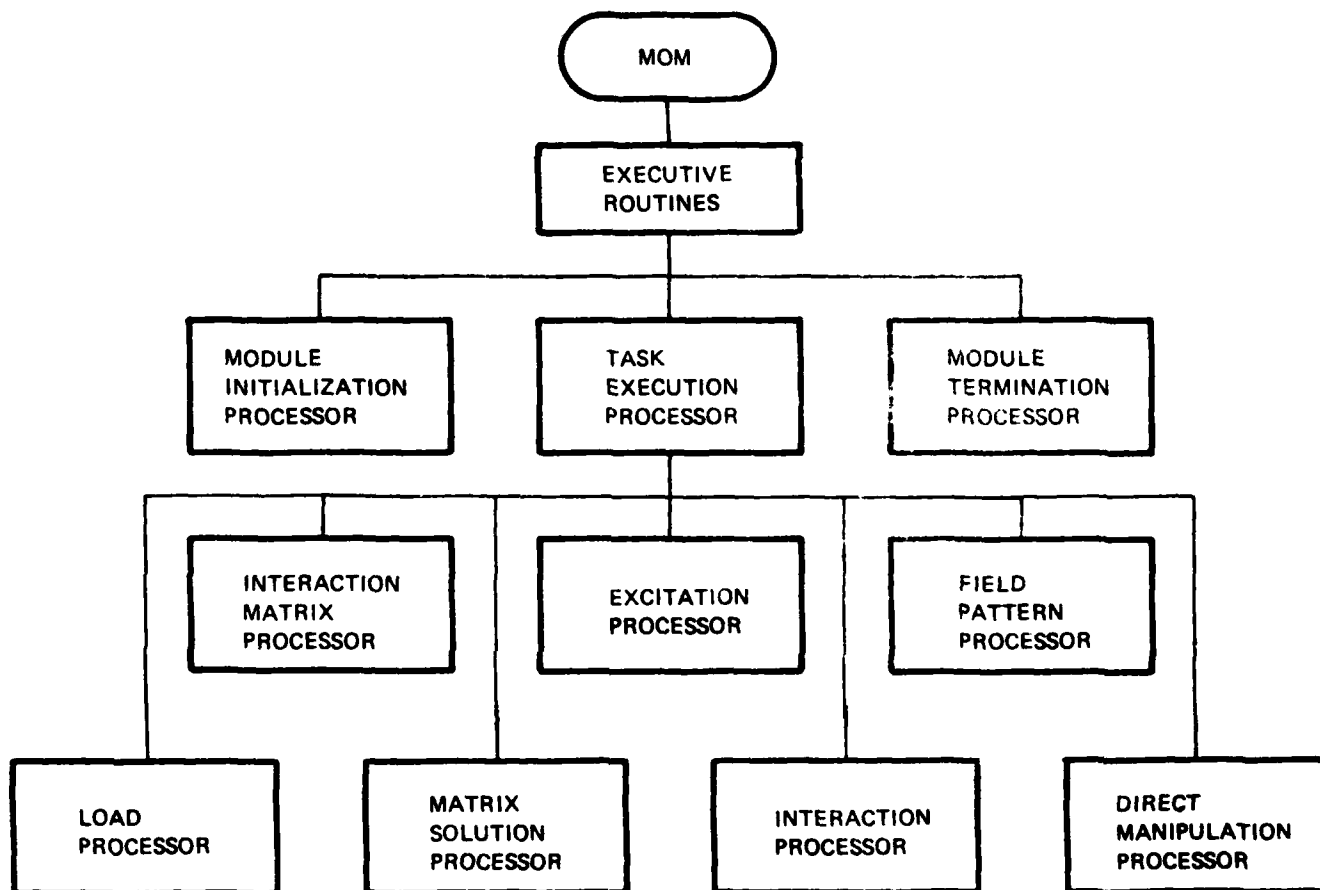 MOM
EXECUTIVE
ROUTINES
MODULE
INITIALIZATION
PROCESSOR
TASK
EXECUTION
PROCESSOR
MODULE
TERMINATION
PROCESSOR
INTERACTION
MATRIX
PROCESSOR
EXCITATION
PROCESSOR
FIELD
PATTERN
PROCESSOR
LOAD
PROCESSOR
MATRIX
SOLUTION
PROCESSOR
INTERACTION
PROCESSOR
DIRECT
MANIPULATION
PROCESSOR